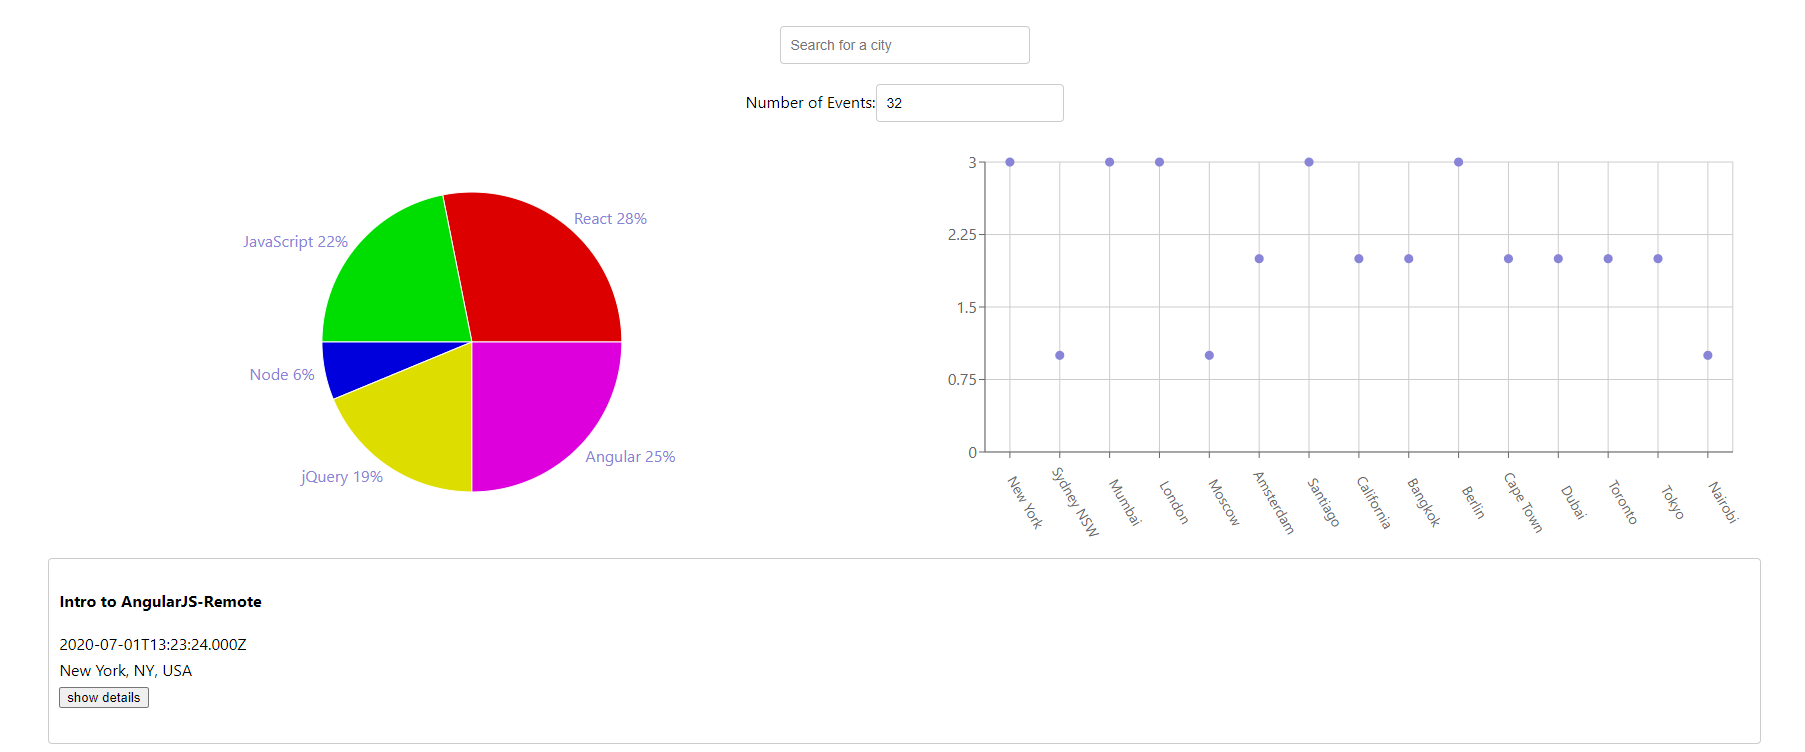 Search for a city
Number of Events: 32
React 28%
JavaScript 22%
Node 6%
jQuery 19%
Angular 25%
3
2.25
1.5
0.75
0
New York
Sydney NSW
Mumbai
London
Moscow
Amsterdam
Santiago
California
Bangkok
Berlin
Cape Town
Dubai
Toronto
Tokyo
Nairobi
Intro to AngularJS-Remote
2020-07-01T13:23:24.000Z
New York, NY, USA
show details